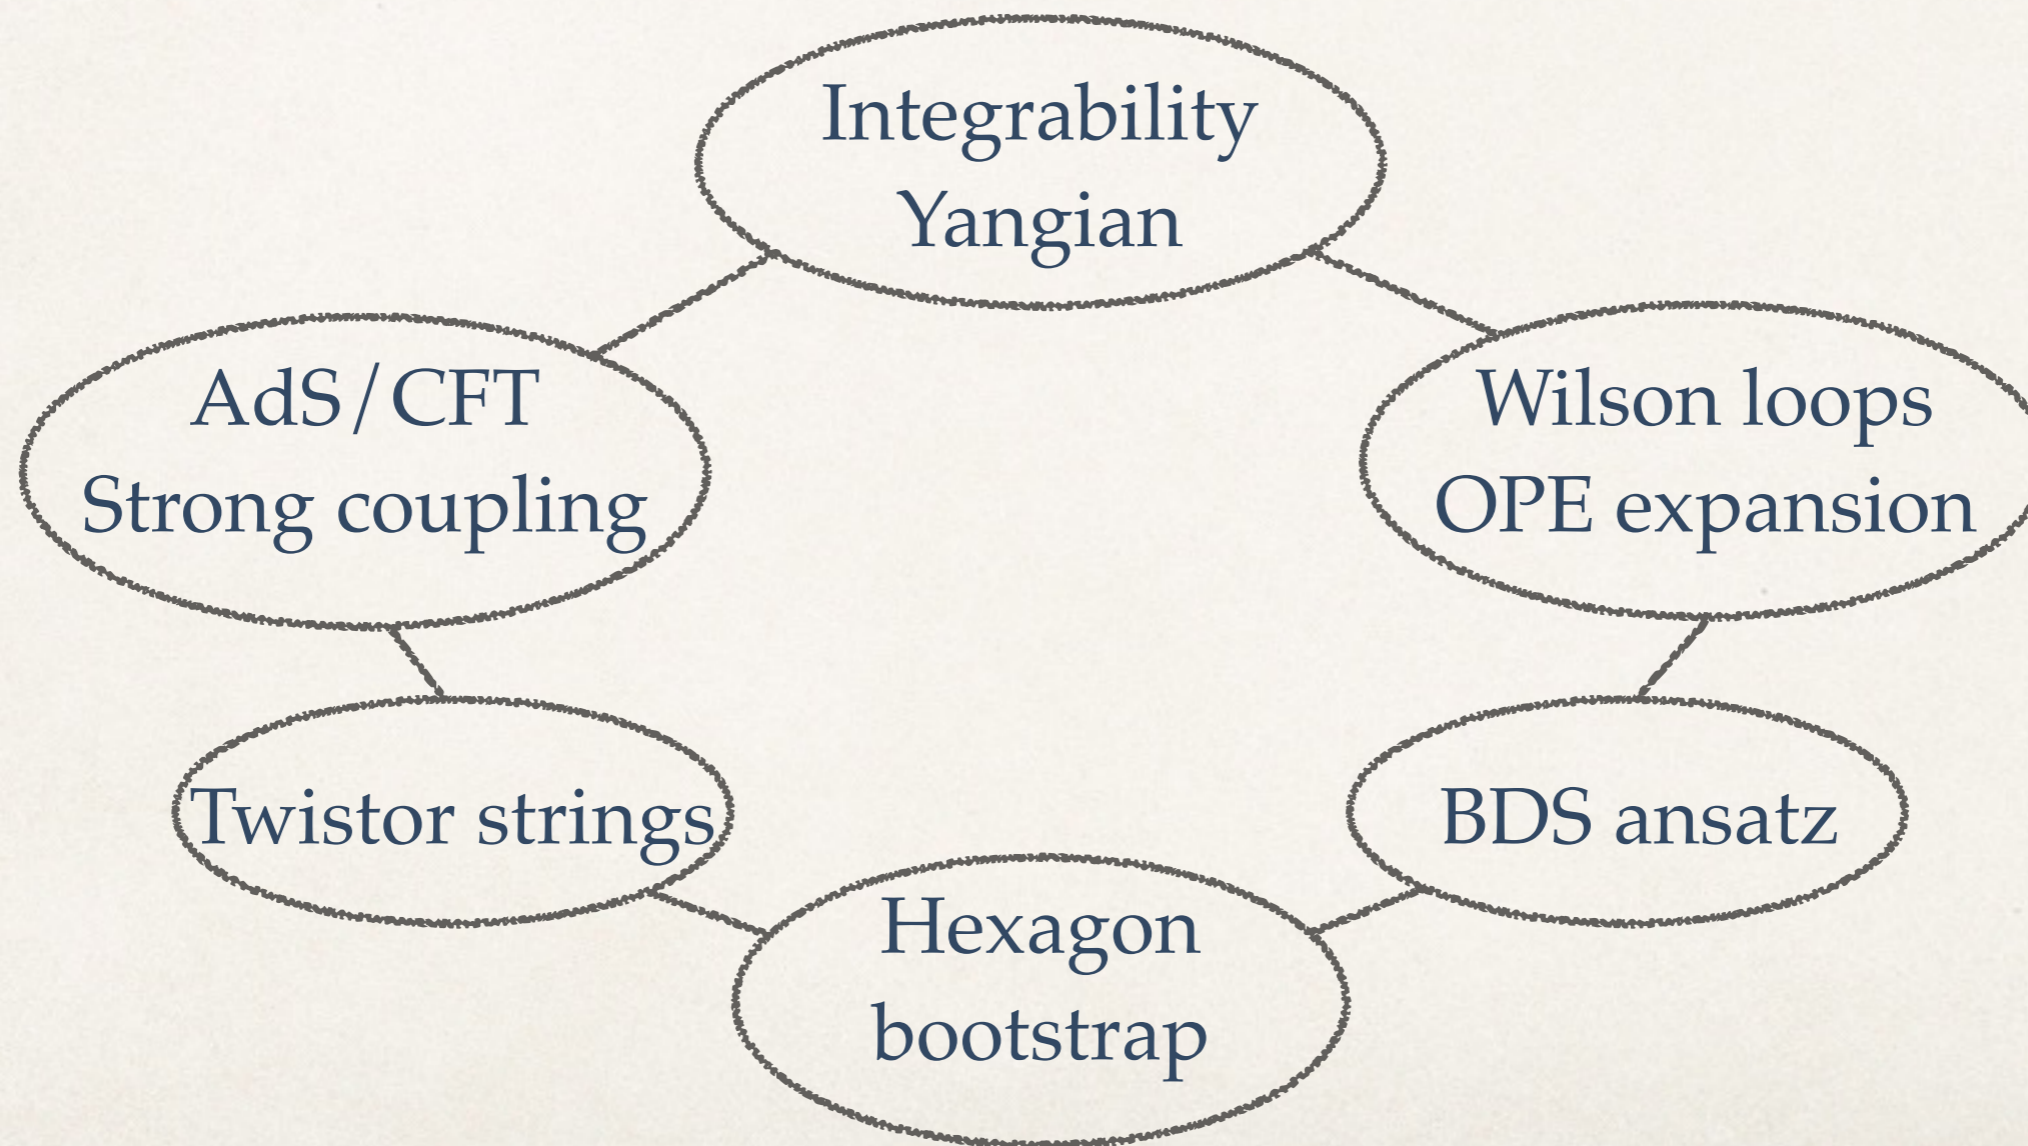 Integrability
Yangian
AdS/CFT
Strong coupling
Wilson loops
OPE expansion
Twistor strings
BDS ansatz
Hexagon
bootstrap